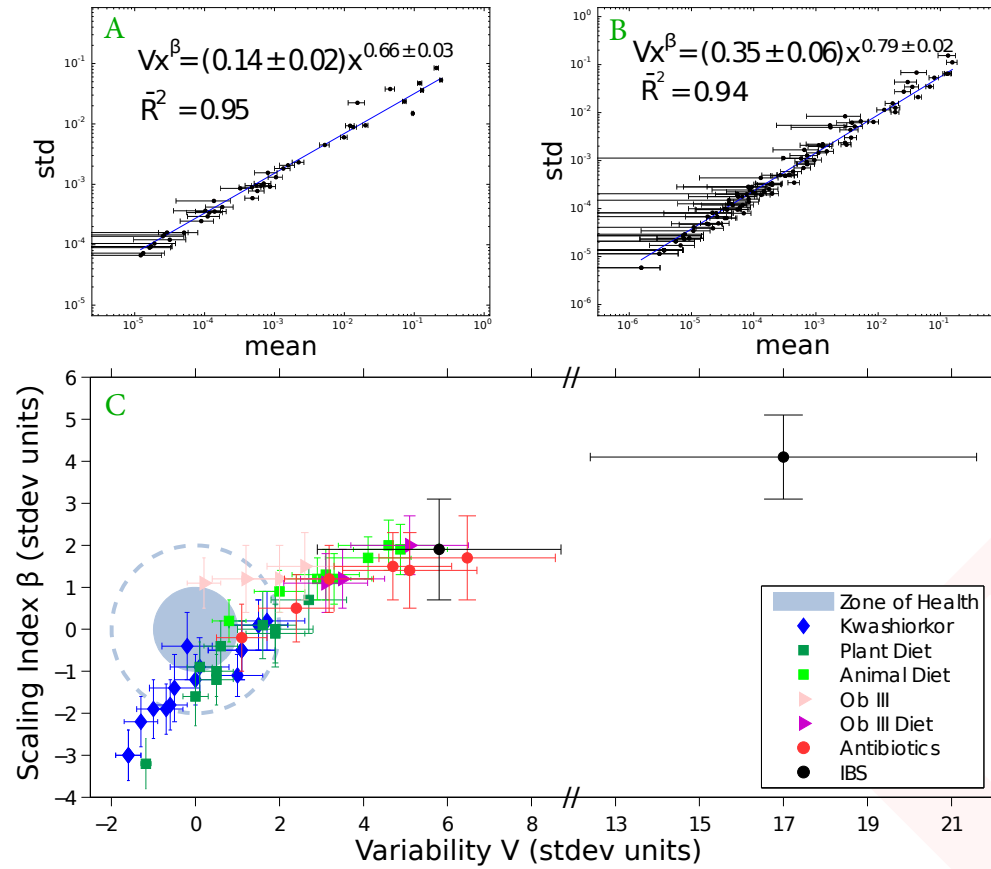 A
Vx^β=(0.14±0.02)x^0.66±0.03
R̄²=0.95
std
10⁻¹
10⁻²
10⁻³
10⁻⁴
10⁻⁵
10⁻⁵ 10⁻⁴ 10⁻³ 10⁻² 10⁻¹ 10⁰
mean
B
Vx^β=(0.35±0.06)x^0.79±0.02
R̄²=0.94
std
10⁰
10⁻¹
10⁻²
10⁻³
10⁻⁴
10⁻⁵
10⁻⁶
10⁻⁶ 10⁻⁵ 10⁻⁴ 10⁻³ 10⁻² 10⁻¹
mean
C
Scaling Index β (stdev units)
6
5
4
3
2
1
0
−1
−2
−3
−4
Zone of Health
Kwashiorkor
Plant Diet
Animal Diet
Ob III
Ob III Diet
Antibiotics
IBS
−2 0 2 4 6 8 // 13 15 17 19 21
Variability V (stdev units)